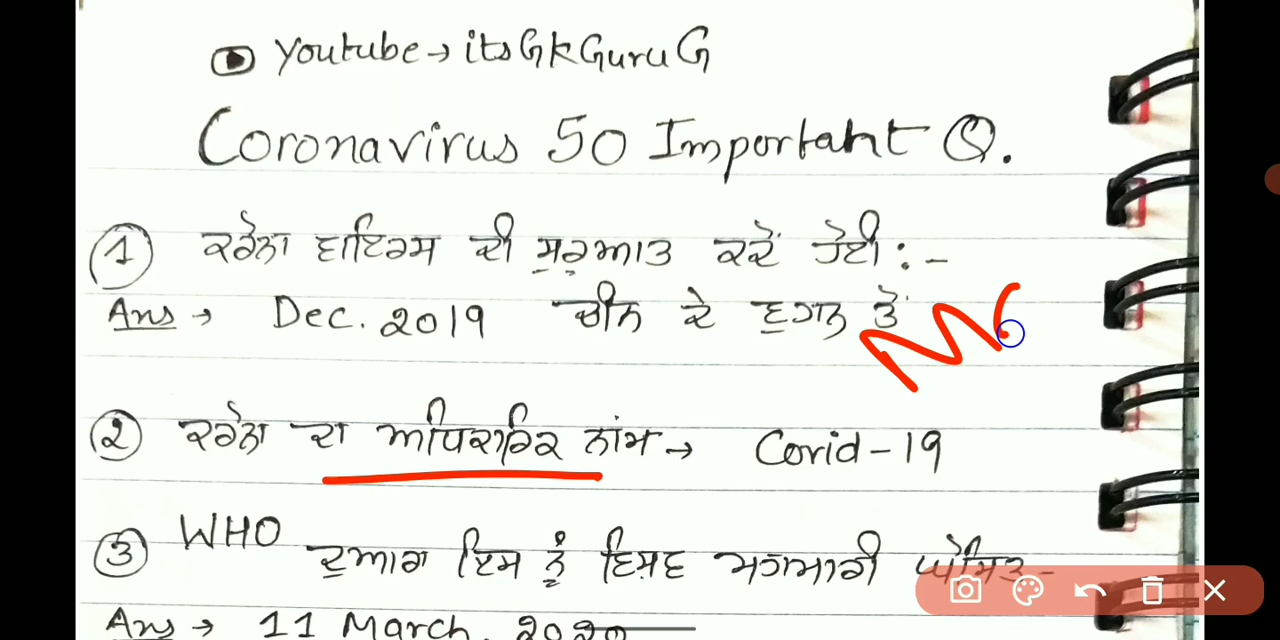 Youtube → itsGkGuruG
Coronavirus 50 Important Q.
① ਕਰੋਨਾ ਵਾਇਰਸ ਦੀ ਸ਼ੁਰੂਆਤ ਕਦੋਂ ਹੋਈ :-
Ans → Dec. 2019 ਚੀਨ ਦੇ ਵੁਹਾਨ ਤੋਂ
② ਕਰੋਨਾ ਦਾ ਅਧਿਕਾਰਿਕ ਨਾਂਮ → Covid-19
③ WHO ਦੁਆਰਾ ਇਸ ਨੂੰ ਵਿਸ਼ਵ ਮਹਾਮਾਰੀ ਘੋਸਿਤ-
Ans → 11 March, 2020